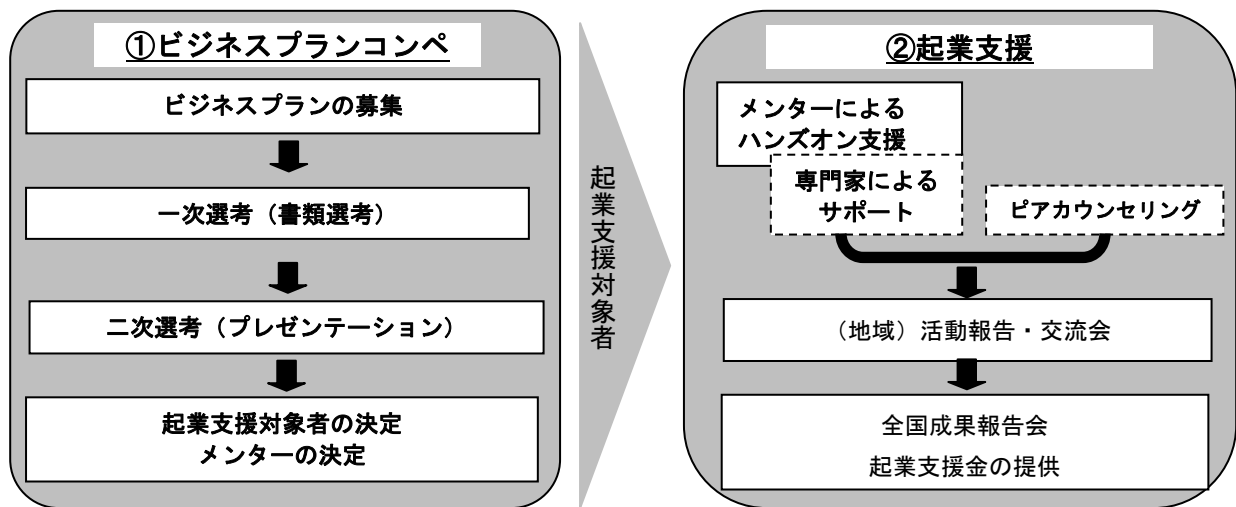 ①ビジネスプランコンペ
ビジネスプランの募集
一次選考（書類選考）
二次選考（プレゼンテーション）
起業支援対象者の決定
メンターの決定
起業支援対象者
②起業支援
メンターによる
ハンズオン支援
専門家による
サポート
ピアカウンセリング
（地域）活動報告・交流会
全国成果報告会
起業支援金の提供